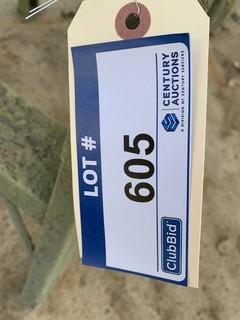 LOT #
605
CENTURY
AUCTIONS
A DIVISION OF CENTURY SERVICES
ClubBid